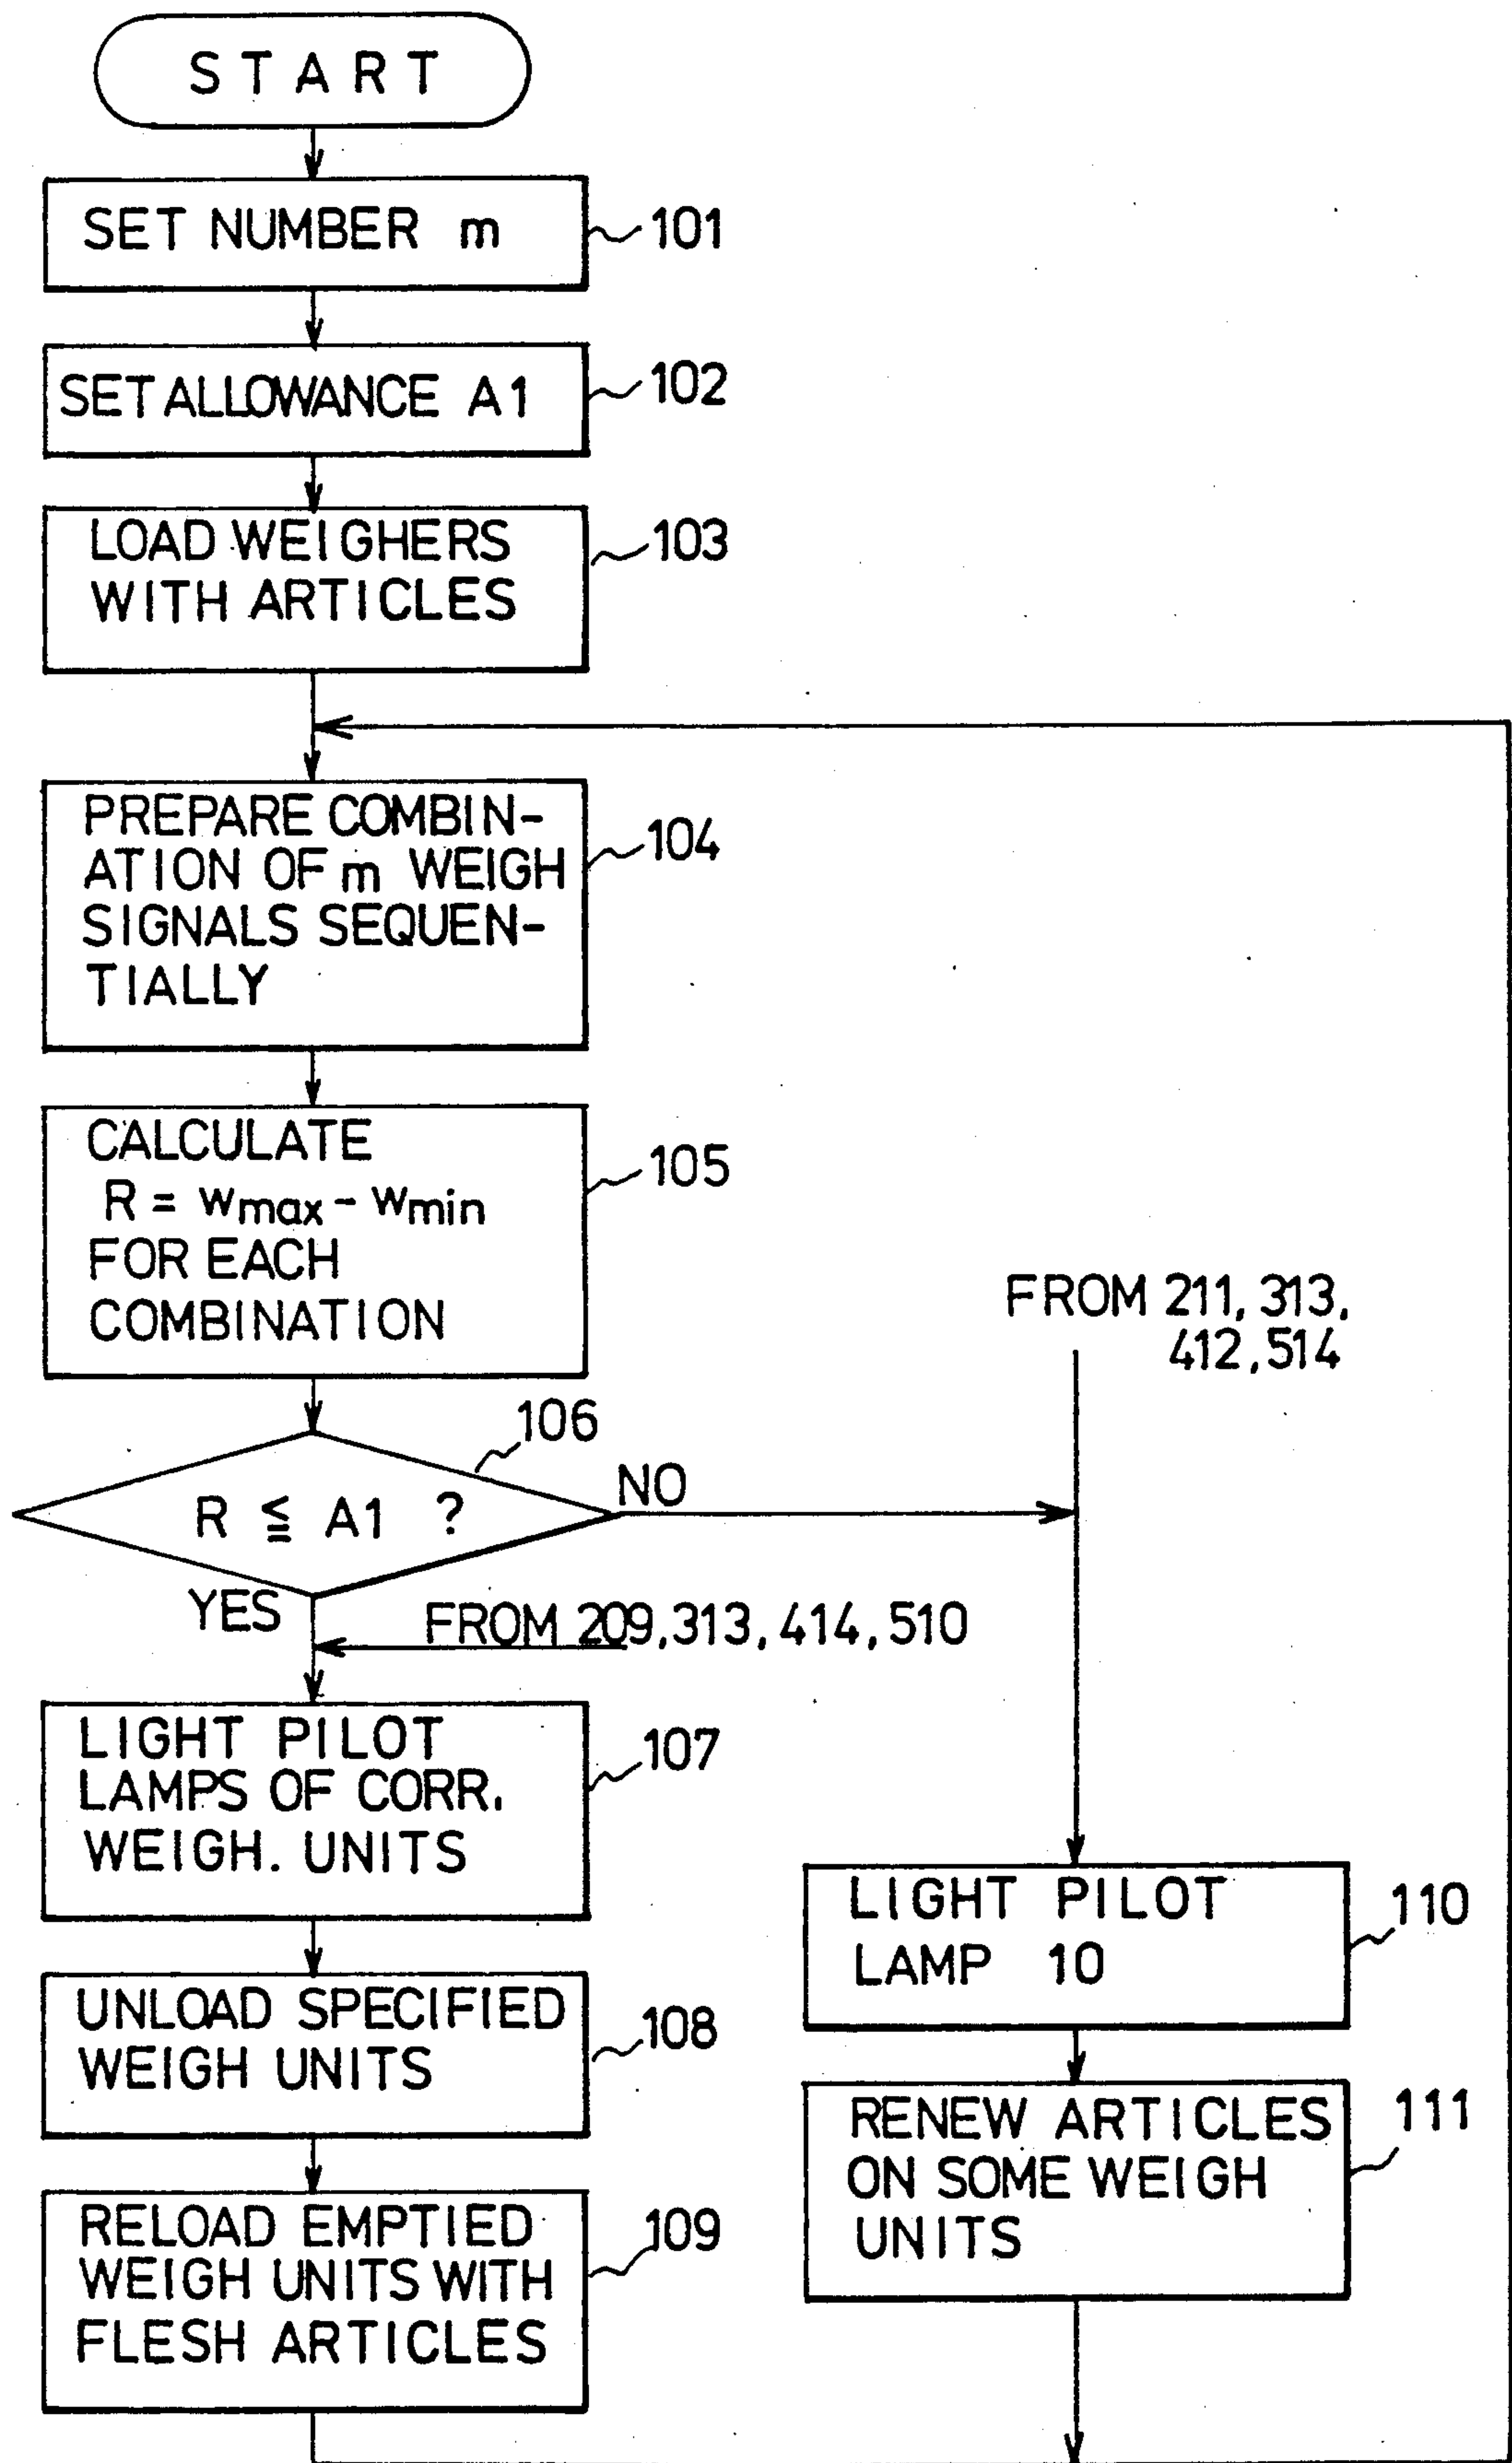 START
SET NUMBER m
101
SET ALLOWANCE A1
102
LOAD WEIGHERS
WITH ARTICLES
103
PREPARE COMBIN-
ATION OF m WEIGH
SIGNALS SEQUEN-
TIALLY
104
CALCULATE
R = wmax - wmin
FOR EACH
COMBINATION
105
FROM 211, 313,
412, 514
106
R ≦ A1 ?
NO
YES
FROM 209, 313, 414, 510
LIGHT PILOT
LAMPS OF CORR.
WEIGH. UNITS
107
LIGHT PILOT
LAMP 10
110
UNLOAD SPECIFIED
WEIGH UNITS
108
RENEW ARTICLES
ON SOME WEIGH
UNITS
111
RELOAD EMPTIED
WEIGH UNITS WITH
FLESH ARTICLES
109